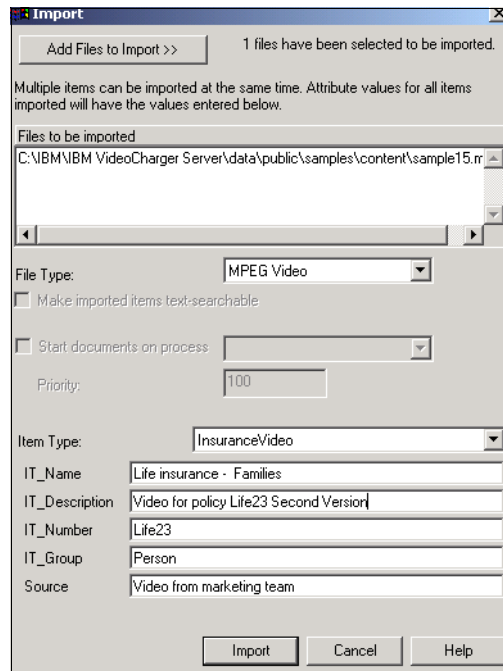 Import
Add Files to Import >>
1 files have been selected to be imported.
Multiple items can be imported at the same time. Attribute values for all items
imported will have the values entered below.
Files to be imported
C:\IBM\IBM VideoCharger Server\data\public\samples\content\sample15.m
File Type: MPEG Video
Make imported items text-searchable
Start documents on process
Priority: 100
Item Type: InsuranceVideo
IT_Name Life insurance - Families
IT_Description Video for policy Life23 Second Version
IT_Number Life23
IT_Group Person
Source Video from marketing team
Import Cancel Help